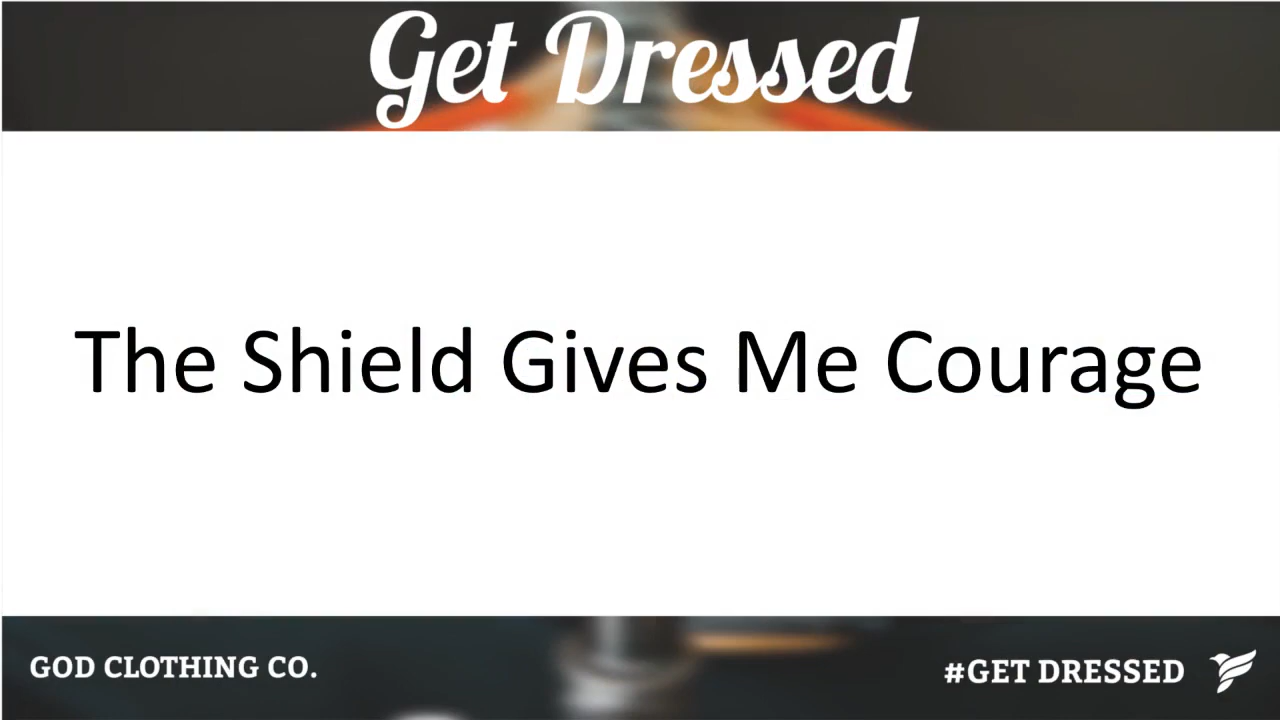 Get Dressed
The Shield Gives Me Courage
GOD CLOTHING CO.
#GET DRESSED